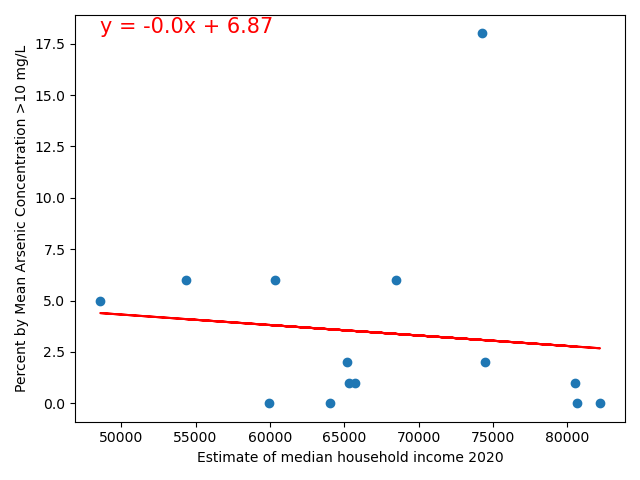 y = -0.0x + 6.87
17.5
15.0
12.5
10.0
7.5
5.0
2.5
0.0
Percent by Mean Arsenic Concentration >10 mg/L
50000 55000 60000 65000 70000 75000 80000
Estimate of median household income 2020